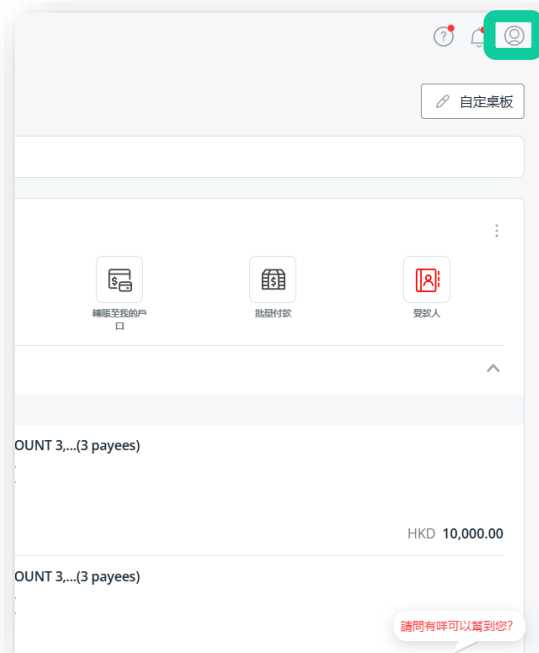 自定桌板
轉賬至我的戶
口
批量付款
受款人
OUNT 3,...(3 payees)
HKD 10,000.00
OUNT 3,...(3 payees)
請問有咩可以幫到您?